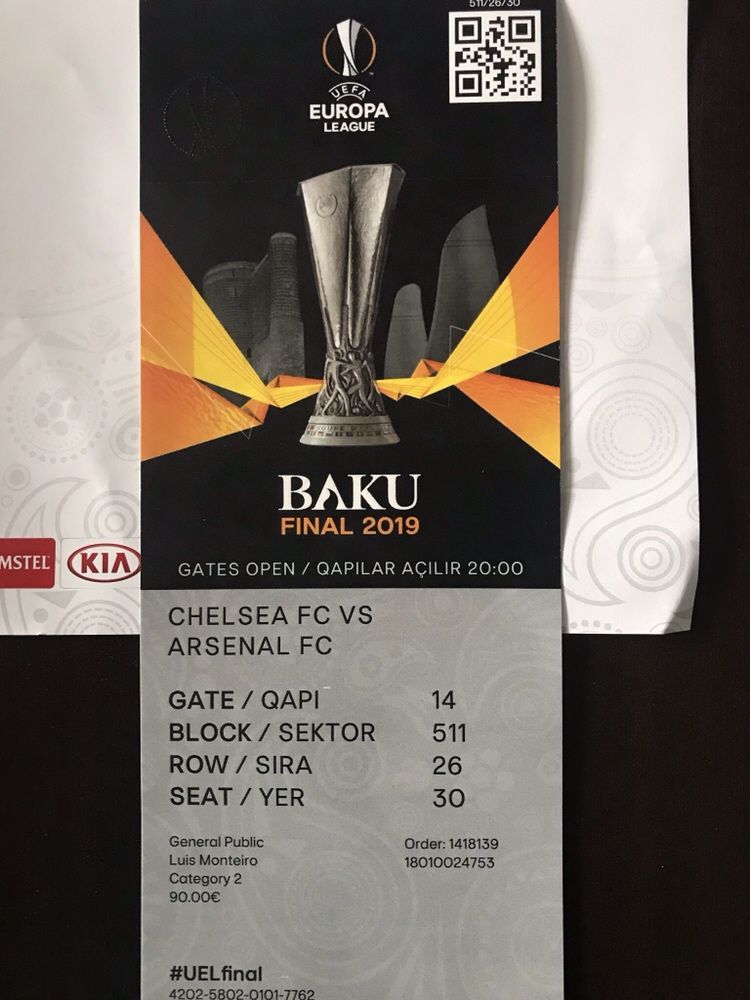 511/26/30
UEFA
EUROPA
LEAGUE
BAKU
FINAL 2019
MSTEL
KIA
GATES OPEN / QAPILAR AÇILIR 20:00
CHELSEA FC VS
ARSENAL FC
GATE / QAPI 14
BLOCK / SEKTOR 511
ROW / SIRA 26
SEAT / YER 30
General Public
Luis Monteiro
Category 2
90.00€
Order: 1418139
18010024753
#UELfinal
4202-5802-0101-7762